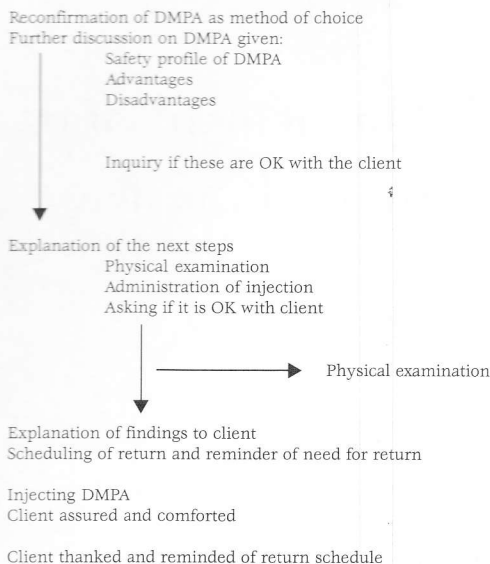 Reconfirmation of DMPA as method of choice
Further discussion on DMPA given:
Safety profile of DMPA
Advantages
Disadvantages
Inquiry if these are OK with the client
Explanation of the next steps
Physical examination
Administration of injection
Asking if it is OK with client
Physical examination
Explanation of findings to client
Scheduling of return and reminder of need for return
Injecting DMPA
Client assured and comforted
Client thanked and reminded of return schedule